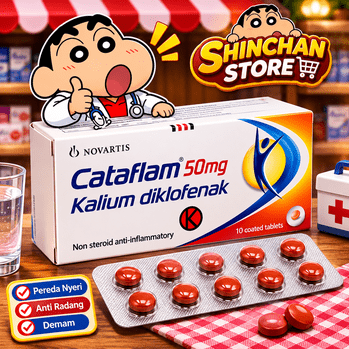 SHINCHAN
STORE
NOVARTIS
Cataflam® 50mg
Kalium diklofenak
K
Non steroid anti-inflammatory
10 coated tablets
Pereda Nyeri
Anti Radang
Demam